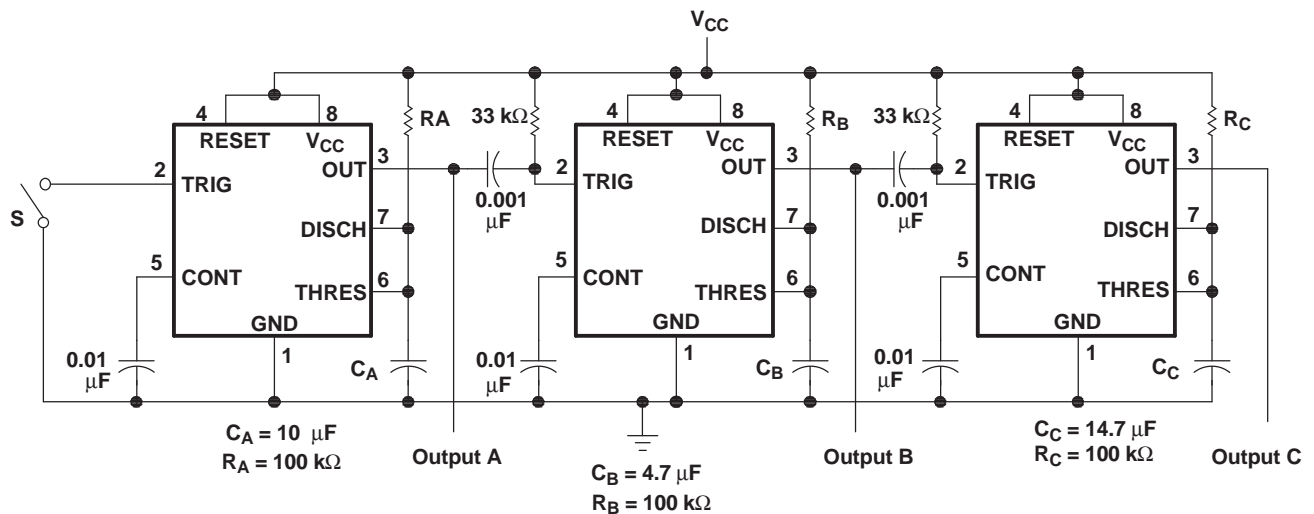 VCC
4
8
RESET
VCC
2
TRIG
3
OUT
S
DISCH
7
5
CONT
THRES
6
GND
1
0.01
μF
RA
CA
33 kΩ
0.001
μF
CA = 10 μF
RA = 100 kΩ
Output A
4
8
RESET
VCC
2
TRIG
3
OUT
DISCH
7
5
CONT
THRES
6
GND
1
0.01
μF
RB
CB
33 kΩ
0.001
μF
CB = 4.7 μF
RB = 100 kΩ
Output B
4
8
RESET
VCC
2
TRIG
3
OUT
DISCH
7
5
CONT
THRES
6
GND
1
0.01
μF
RC
CC
CC = 14.7 μF
RC = 100 kΩ
Output C